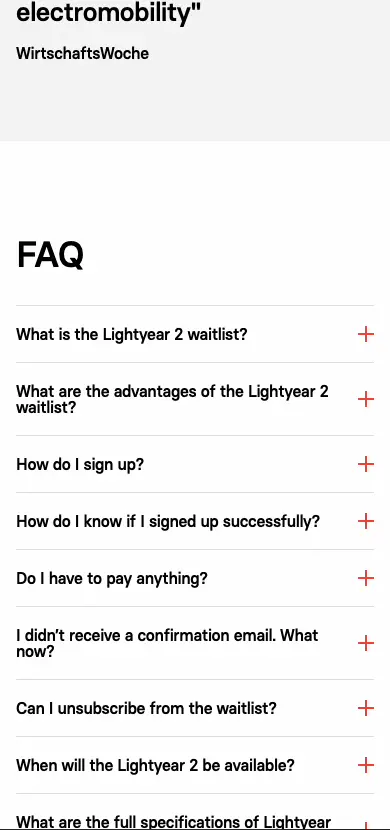 electromobility"
WirtschaftsWoche
FAQ
What is the Lightyear 2 waitlist?
What are the advantages of the Lightyear 2
waitlist?
How do I sign up?
How do I know if I signed up successfully?
Do I have to pay anything?
I didn't receive a confirmation email. What
now?
Can I unsubscribe from the waitlist?
When will the Lightyear 2 be available?
What are the full specifications of Lightyear